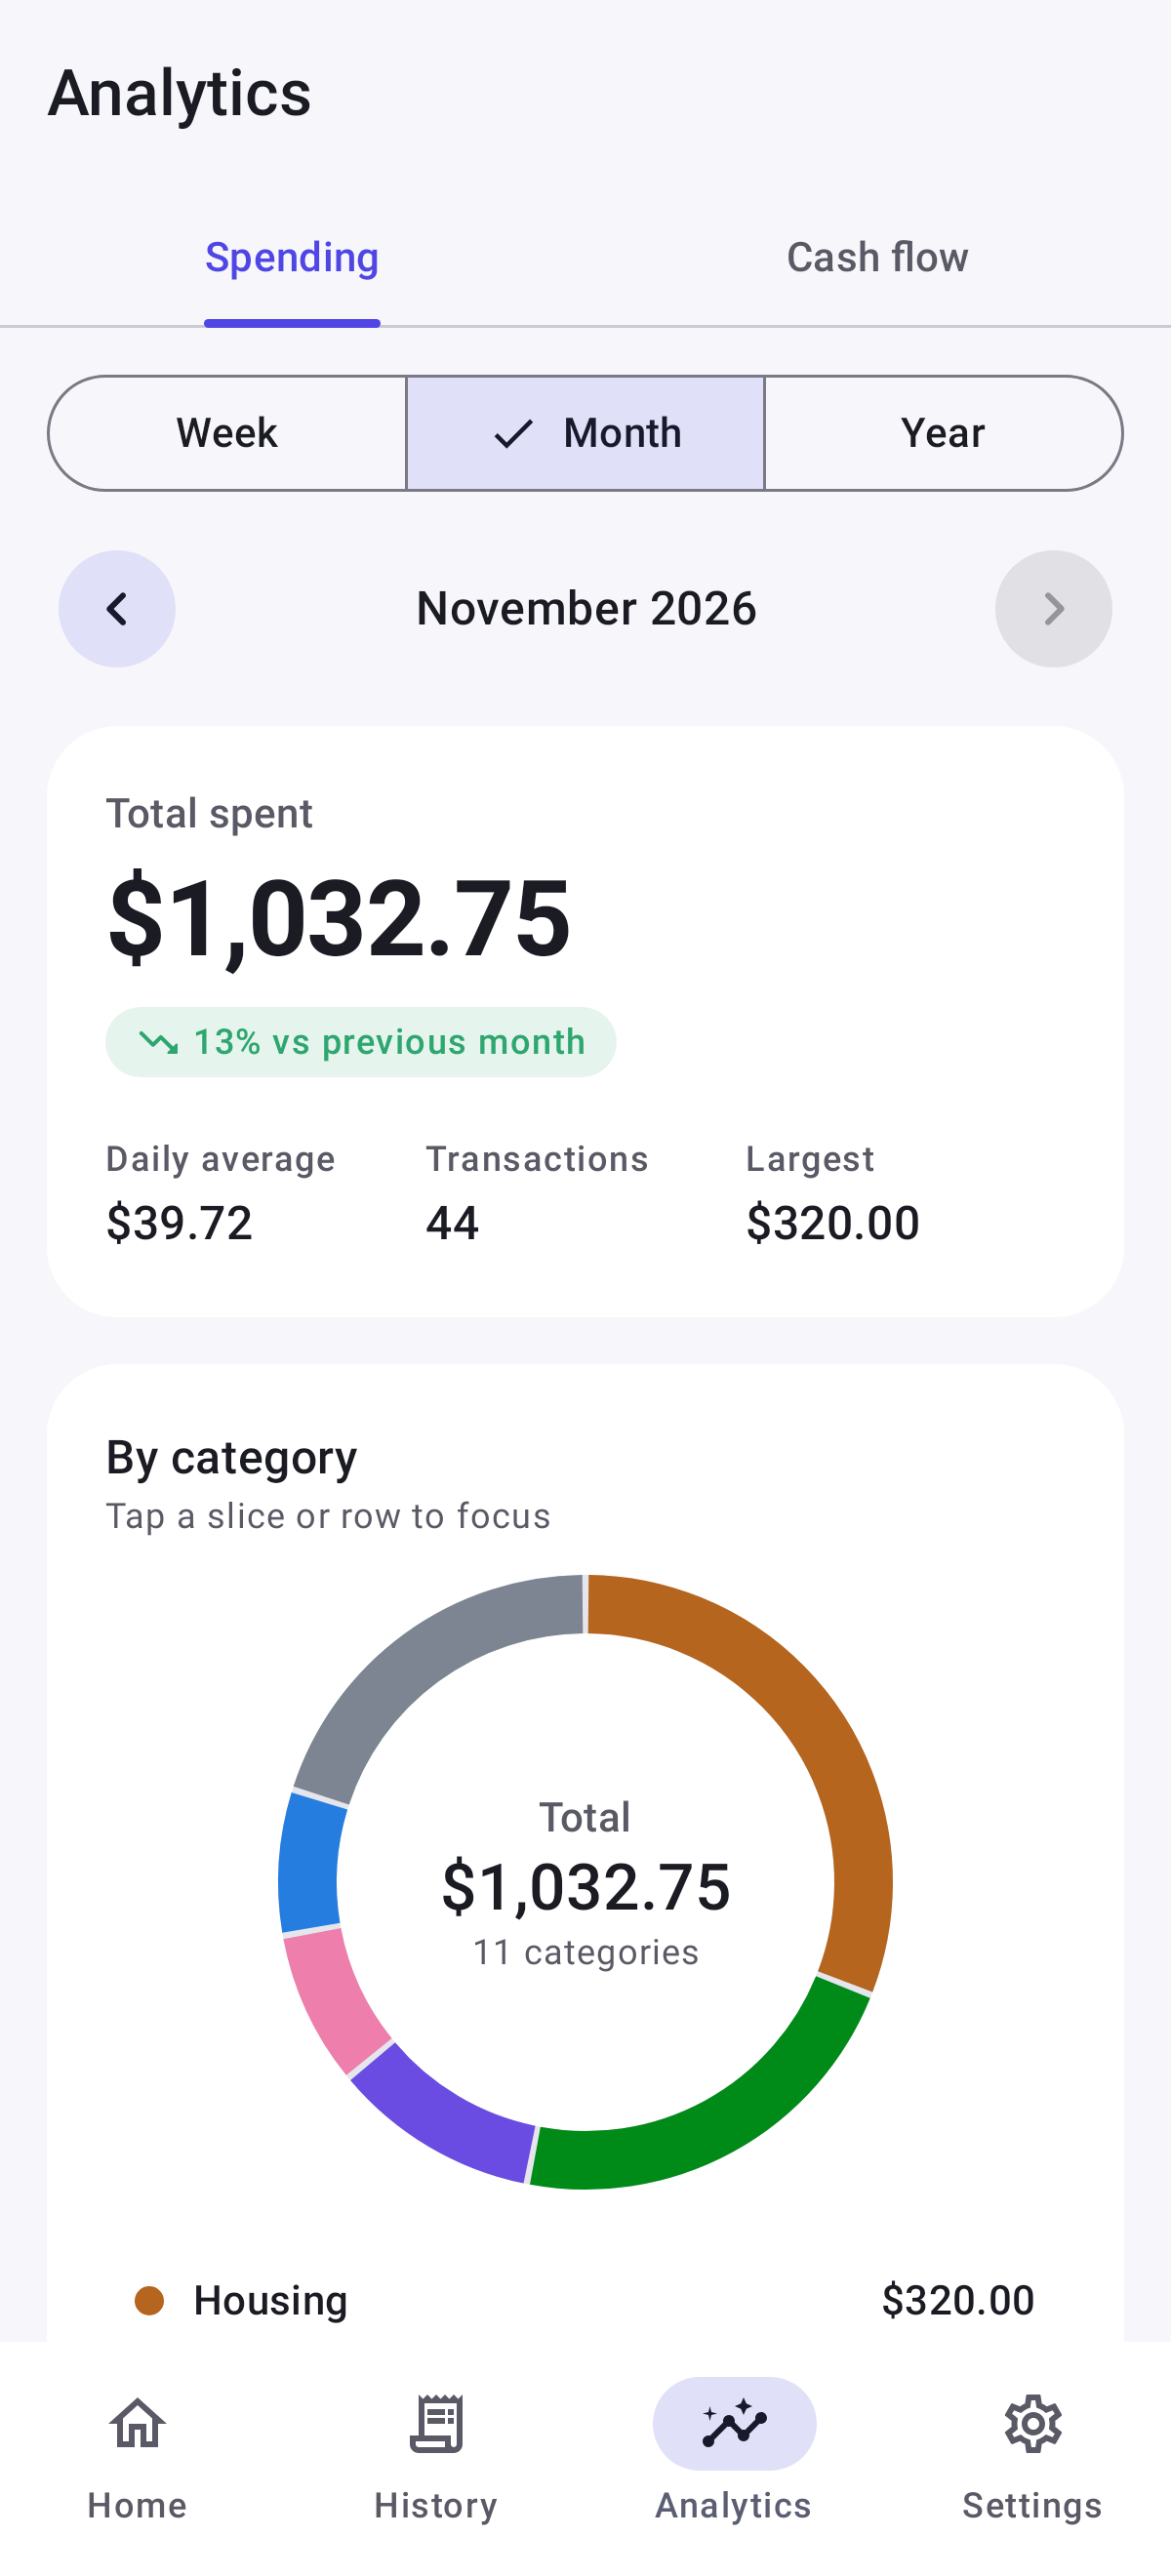 Analytics
Spending Cash flow
Week Month Year
November 2026
Total spent
$1,032.75
13% vs previous month
Daily average Transactions Largest
$39.72 44 $320.00
By category
Tap a slice or row to focus
Total
$1,032.75
11 categories
Housing $320.00
Home History Analytics Settings